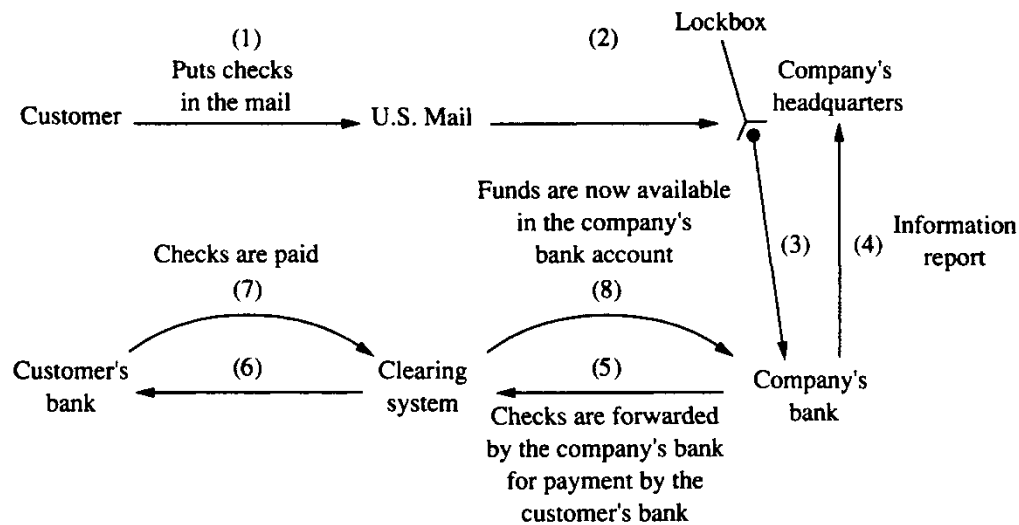 Lockbox
(1)
(2)
Puts checks
in the mail
Company's
headquarters
Customer
U.S. Mail
Funds are now available
in the company's
bank account
(3)
(4)
Information
report
Checks are paid
(7)
(8)
Customer's
bank
(6)
Clearing
system
(5)
Company's
bank
Checks are forwarded
by the company's bank
for payment by the
customer's bank